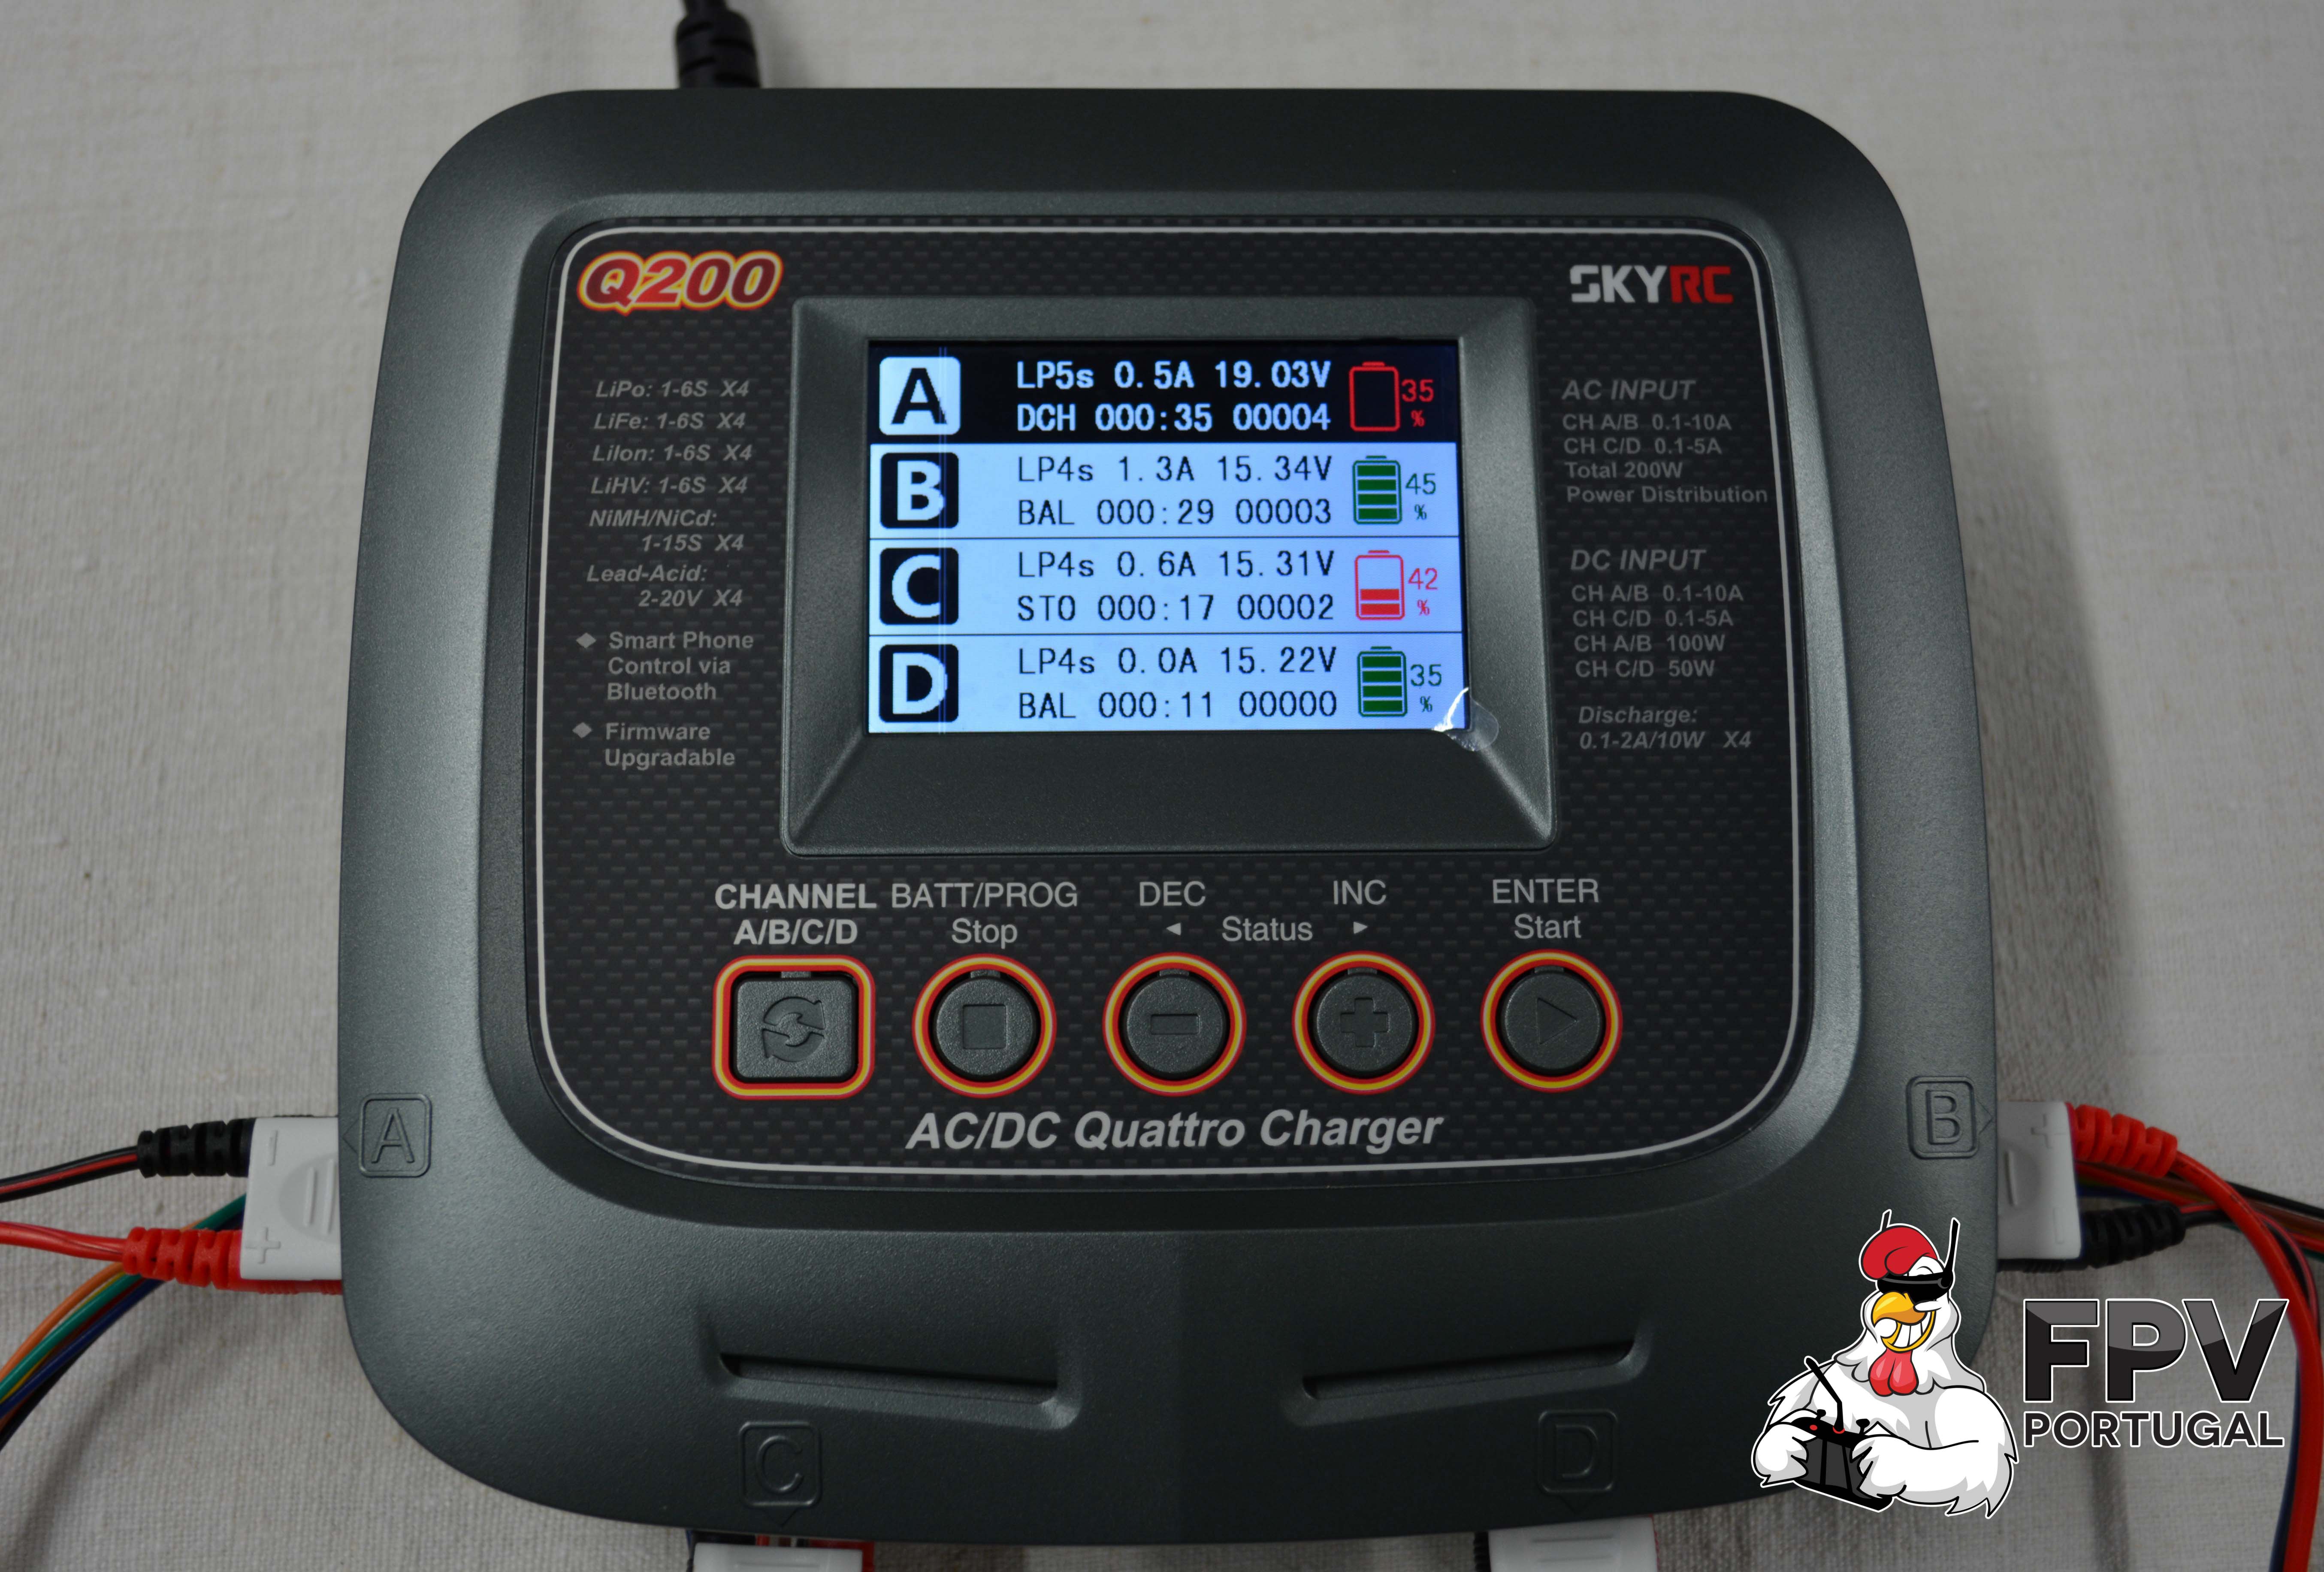 Q200
SKYRC
LiPo: 1-6S X4
LiFe: 1-6S X4
LiIon: 1-6S X4
LiHV: 1-6S X4
NiMH/NiCd:
1-15S X4
Lead-Acid:
2-20V X4
Smart Phone
Control via
Bluetooth
Firmware
Upgradable
A
LP5s 0.5A 19.03V
DCH 000:35 00004
35
%
B
LP4s 1.3A 15.34V
BAL 000:29 00003
45
%
C
LP4s 0.6A 15.31V
STO 000:17 00002
42
%
D
LP4s 0.0A 15.22V
BAL 000:11 00000
35
%
AC INPUT
CH A/B 0.1-10A
CH C/D 0.1-5A
Total 200W
Power Distribution
DC INPUT
CH A/B 0.1-10A
CH C/D 0.1-5A
CH A/B 100W
CH C/D 50W
Discharge:
0.1-2A/10W X4
CHANNEL BATT/PROG DEC INC ENTER
A/B/C/D Stop ◄ Status ► Start
AC/DC Quattro Charger
A
B
C
D
FPV
PORTUGAL